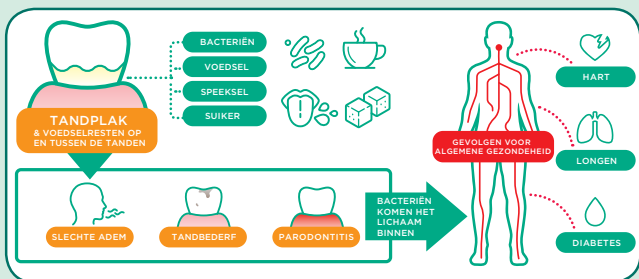 BACTERIËN
VOEDSEL
SPEEKSEL
SUIKER
TANDPLAK
& VOEDSELRESTEN OP
EN TUSSEN DE TANDEN
SLECHTE ADEM
TANDBEDERF
PARODONTITIS
BACTERIËN
KOMEN HET
LICHAAM
BINNEN
GEVOLGEN VOOR
ALGEMENE GEZONDEHEID
HART
LONGEN
DIABETES